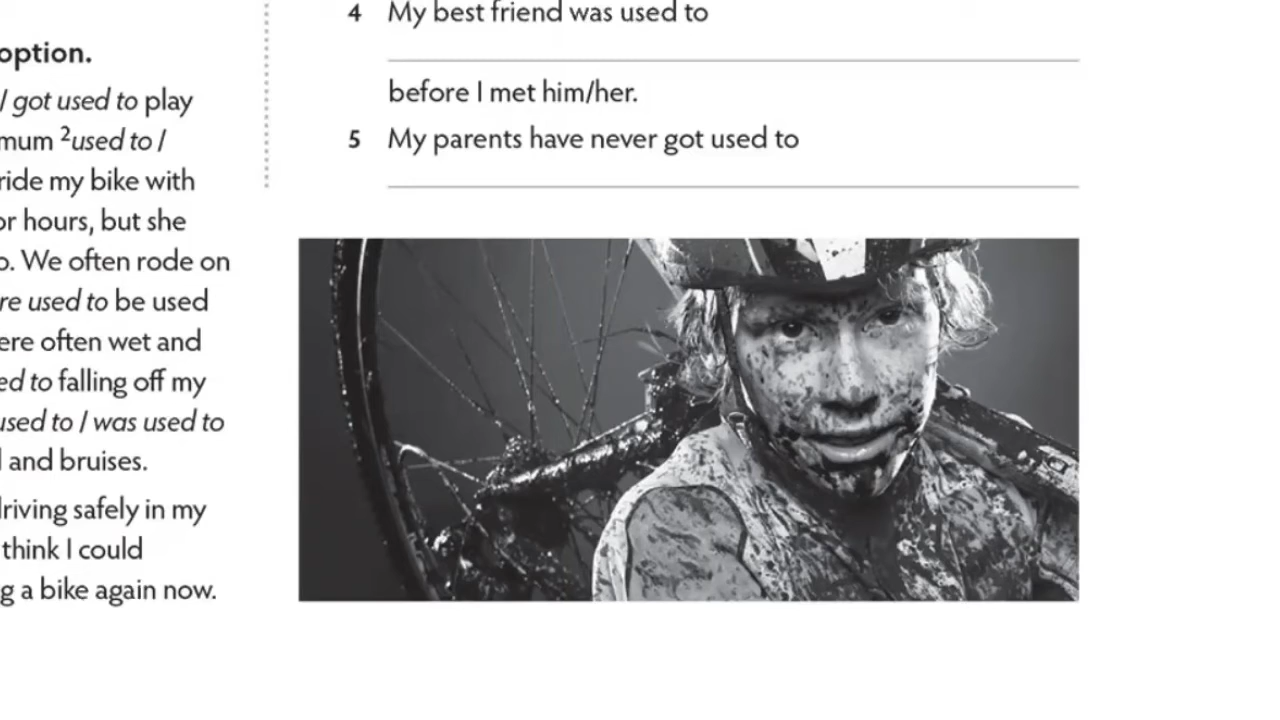 option.
/ got used to play
mum ²used to /
ride my bike with
or hours, but she
o. We often rode on
re used to be used
ere often wet and
ed to falling off my
used to / was used to
l and bruises.
driving safely in my
think I could
g a bike again now.
4 My best friend was used to
before I met him/her.
5 My parents have never got used to